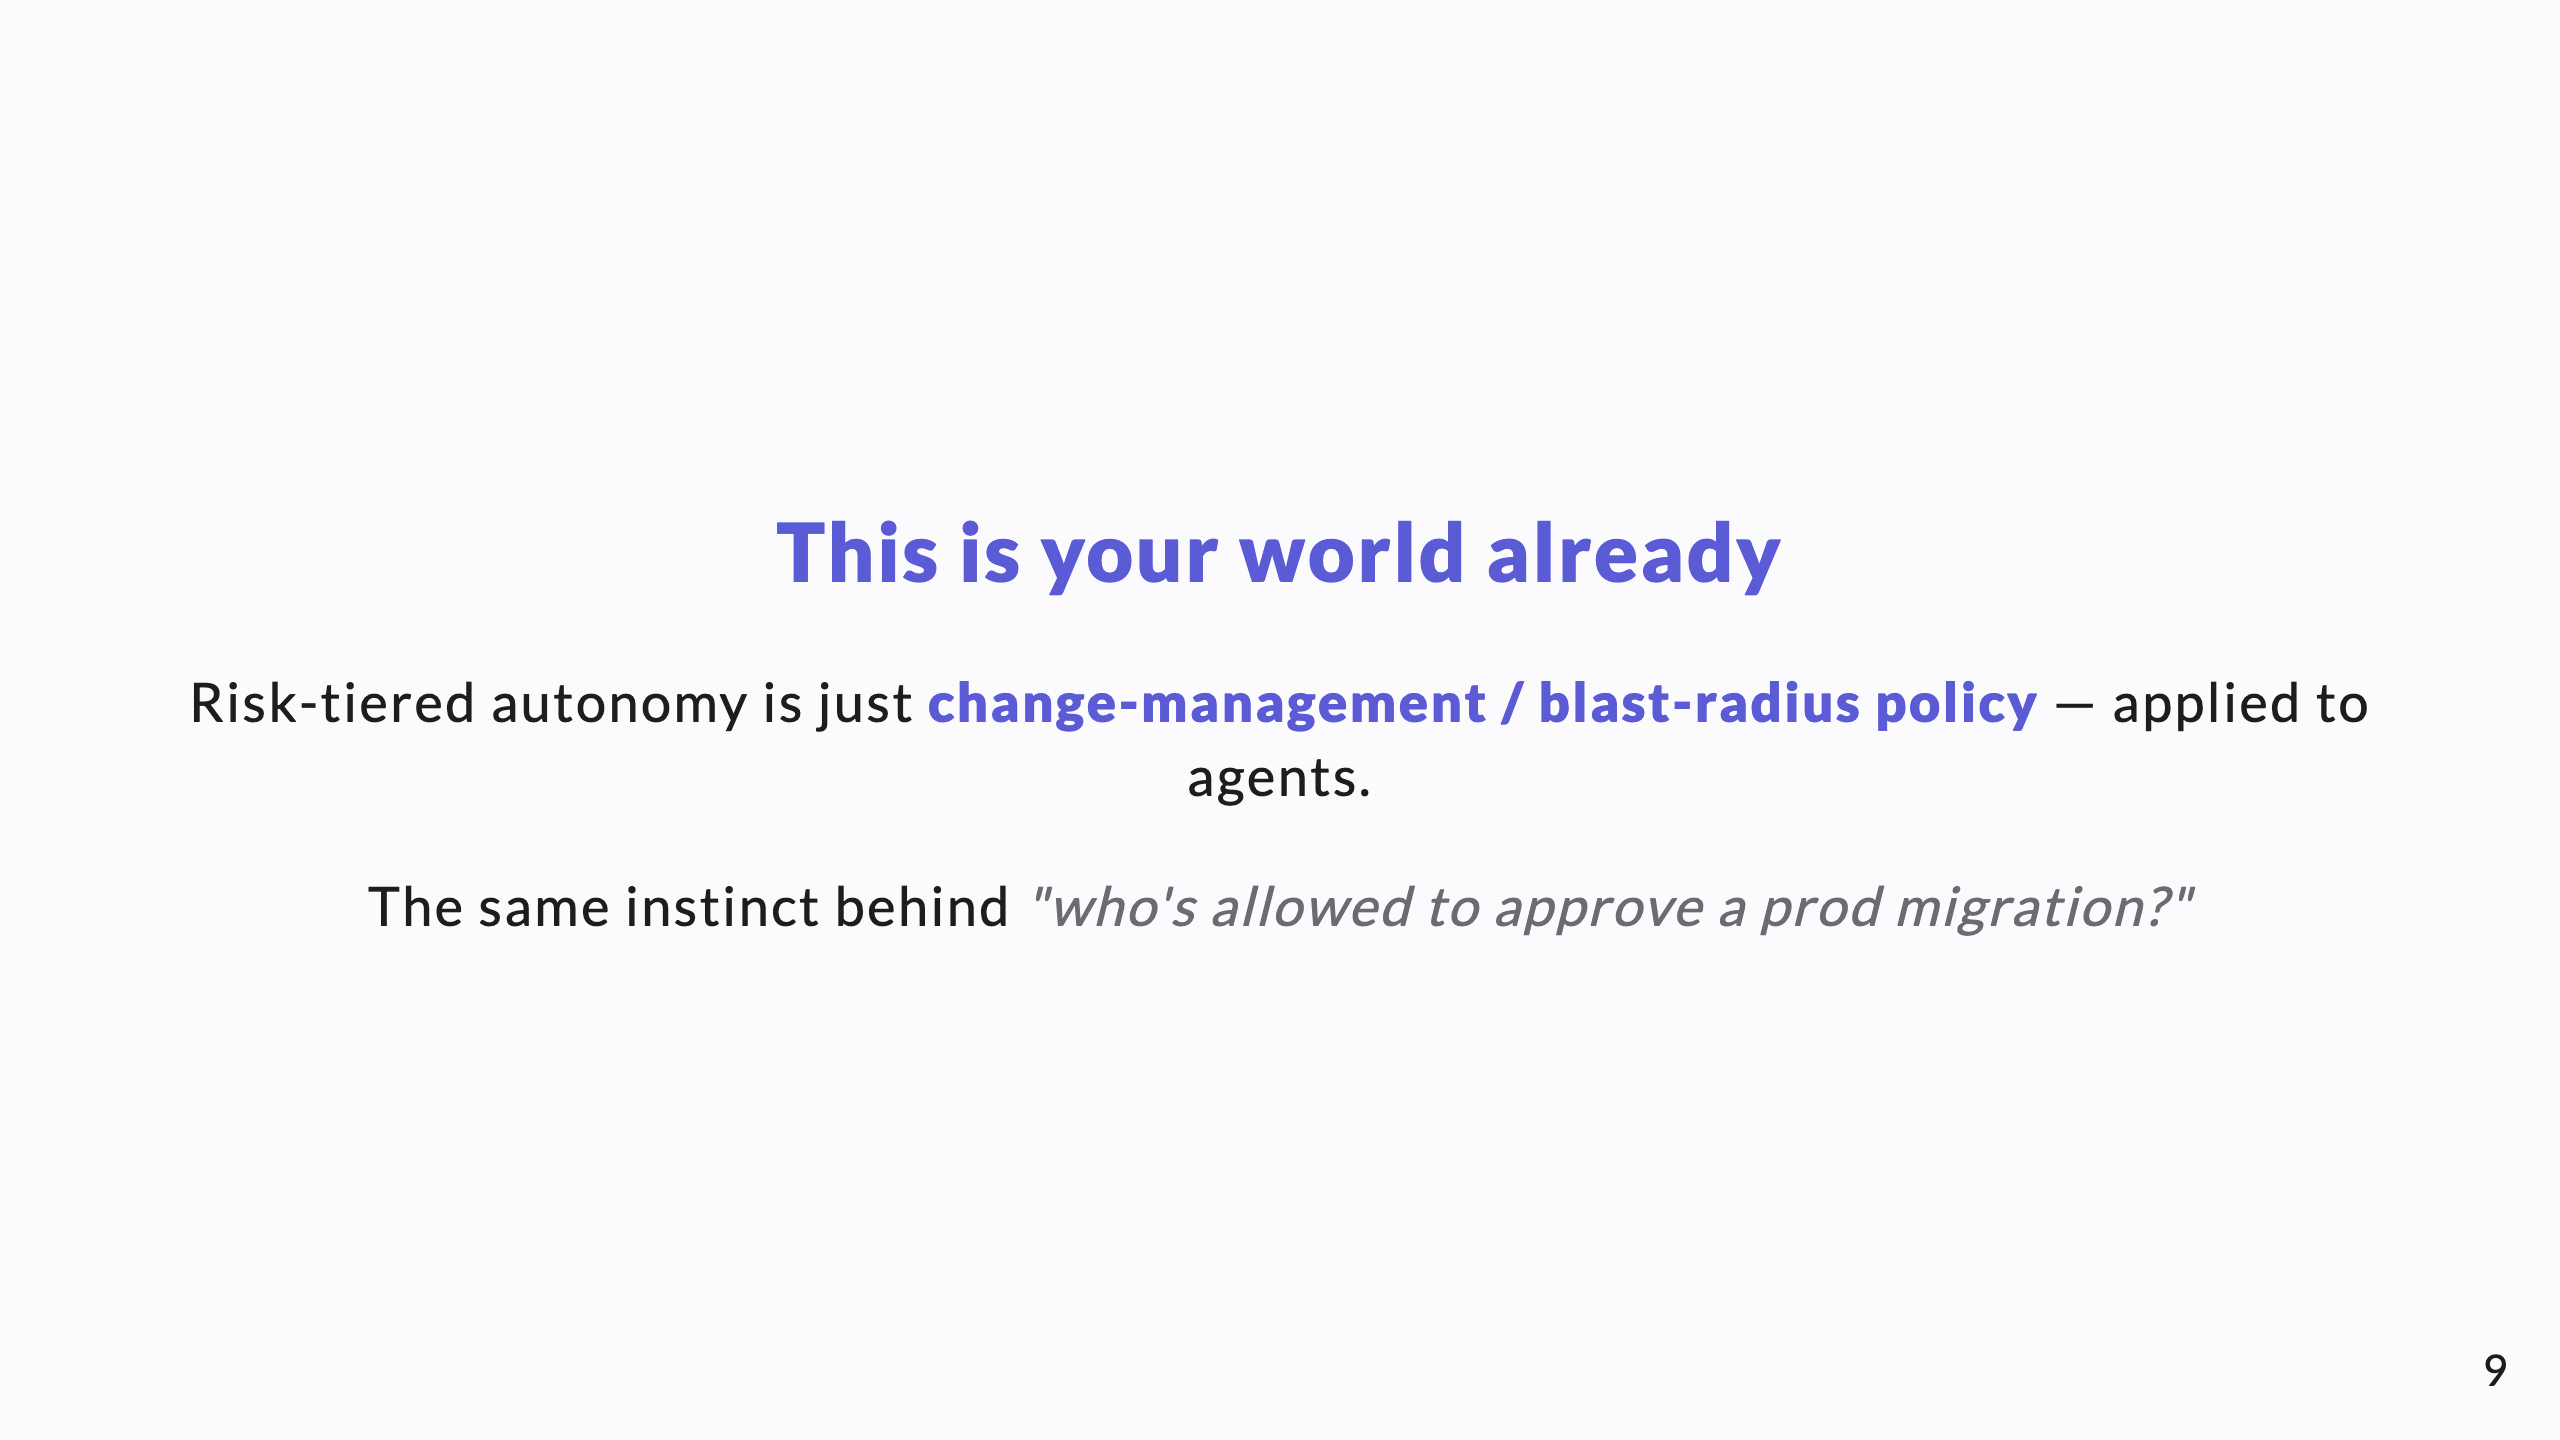 This is your world already
Risk-tiered autonomy is just change-management / blast-radius policy — applied to
agents.
The same instinct behind "who's allowed to approve a prod migration?"
9